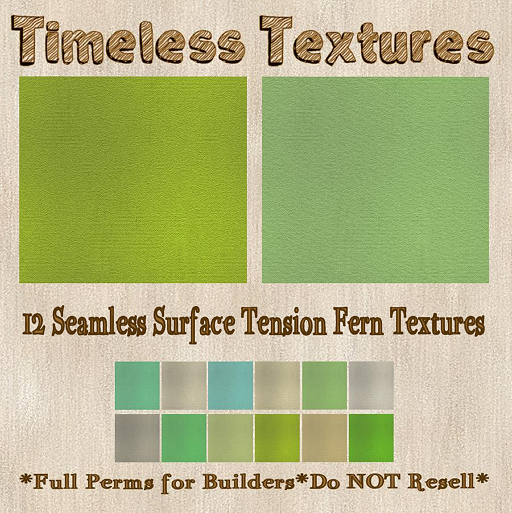 Timeless Textures
12 Seamless Surface Tension Fern Textures
*Full Perms for Builders*Do NOT Resell*